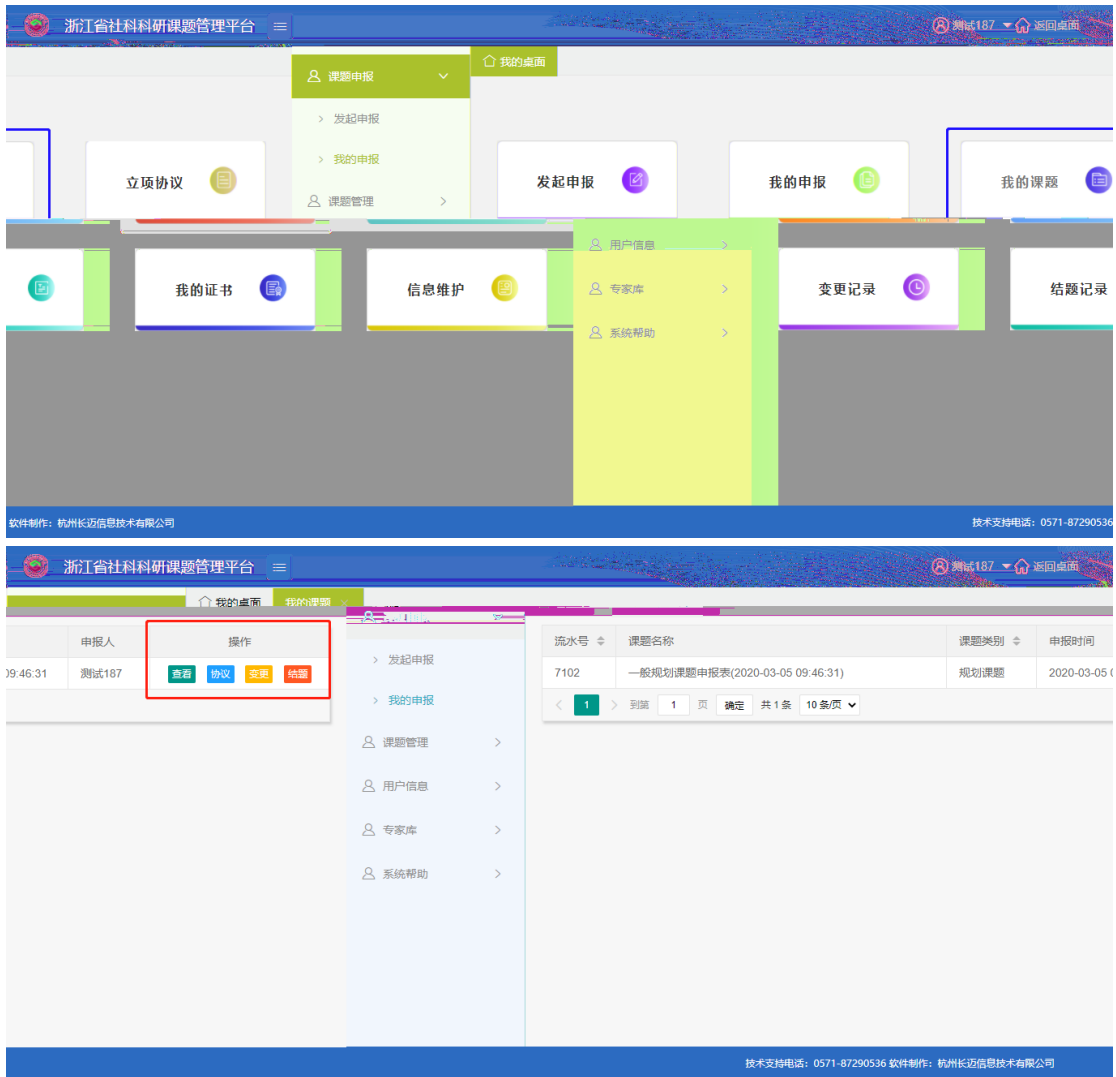 浙江省社科科研课题管理平台
测试187
返回桌面
课题申报
我的桌面
发起申报
我的申报
课题管理
立项协议
发起申报
我的申报
我的课题
用户信息
专家库
系统帮助
我的证书
信息维护
变更记录
结题记录
软件制作：杭州长迈信息技术有限公司
技术支持电话：0571-87290536
浙江省社科科研课题管理平台
测试187
返回桌面
我的桌面
我的课题
申报人 操作
09:46:31 测试187 查看 协议 变更 结题
发起申报
我的申报
课题管理
用户信息
专家库
系统帮助
流水号 课题名称 课题类别 申报时间
7102 一般规划课题申报表(2020-03-05 09:46:31) 规划课题 2020-03-05
1 到第 1 页 确定 共 1 条 10 条/页
技术支持电话：0571-87290536 软件制作：杭州长迈信息技术有限公司